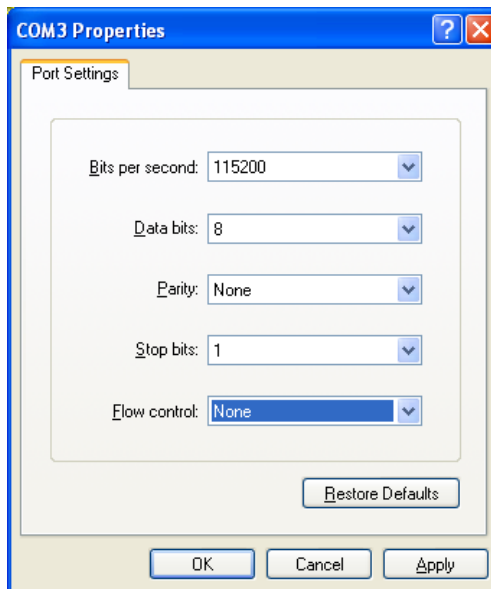 COM3 Properties
Port Settings
Bits per second: 115200
Data bits: 8
Parity: None
Stop bits: 1
Flow control: None
Restore Defaults
OK Cancel Apply